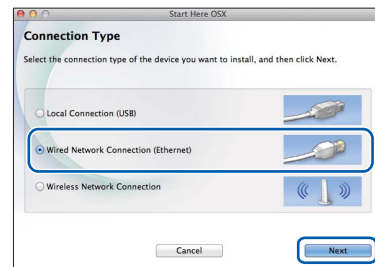 Start Here OSX
Connection Type
Select the connection type of the device you want to install, and then click Next.
Local Connection (USB)
Wired Network Connection (Ethernet)
Wireless Network Connection
Cancel
Next